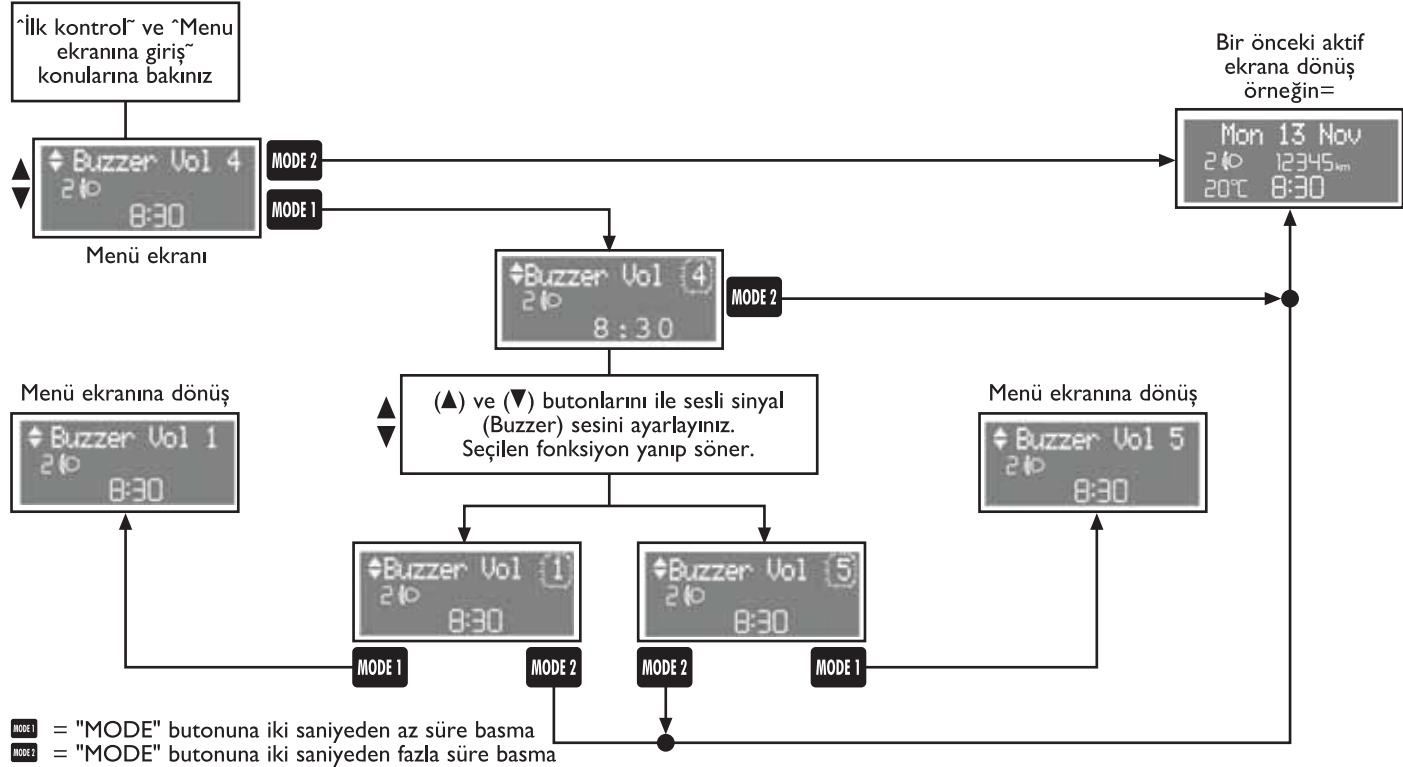 ˆİlk kontrol˜ ve ˆMenu
ekranına giriş˜
konularına bakınız
Bir önceki aktif
ekrana dönüş
örneğin=
Buzzer Vol 4
2
8:30
MODE 2
MODE 1
Menü ekranı
Mon 13 Nov
2 12345 km
20°C 8:30
Buzzer Vol 4
2
8:30
MODE 2
Menü ekranına dönüş
Buzzer Vol 1
2
8:30
(▲) ve (▼) butonlarını ile sesli sinyal
(Buzzer) sesini ayarlayınız.
Seçilen fonksiyon yanıp söner.
Menü ekranına dönüş
Buzzer Vol 5
2
8:30
Buzzer Vol 1
2
8:30
MODE 1
MODE 2
Buzzer Vol 5
2
8:30
MODE 2
MODE 1
MODE 1 = "MODE" butonuna iki saniyeden az süre basma
MODE 2 = "MODE" butonuna iki saniyeden fazla süre basma